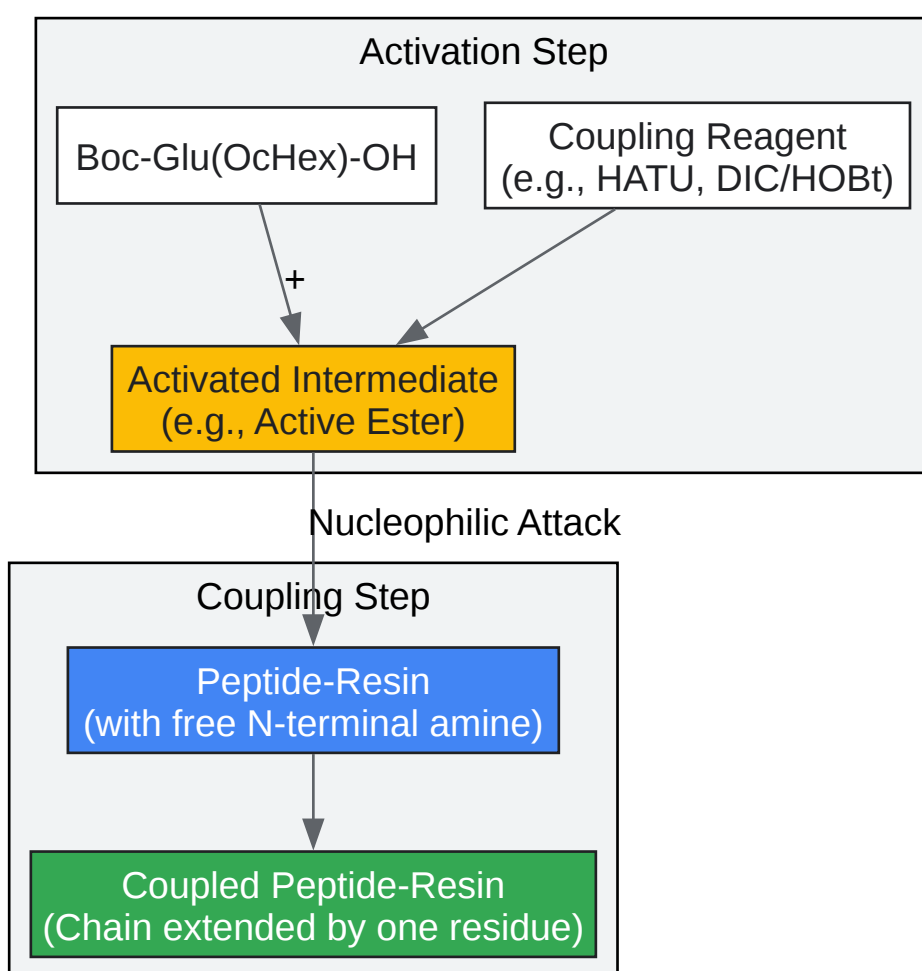 Activation Step
Boc-Glu(OcHex)-OH
Coupling Reagent
(e.g., HATU, DIC/HOBt)
+
Activated Intermediate
(e.g., Active Ester)
Nucleophilic Attack
Coupling Step
Peptide-Resin
(with free N-terminal amine)
Coupled Peptide-Resin
(Chain extended by one residue)